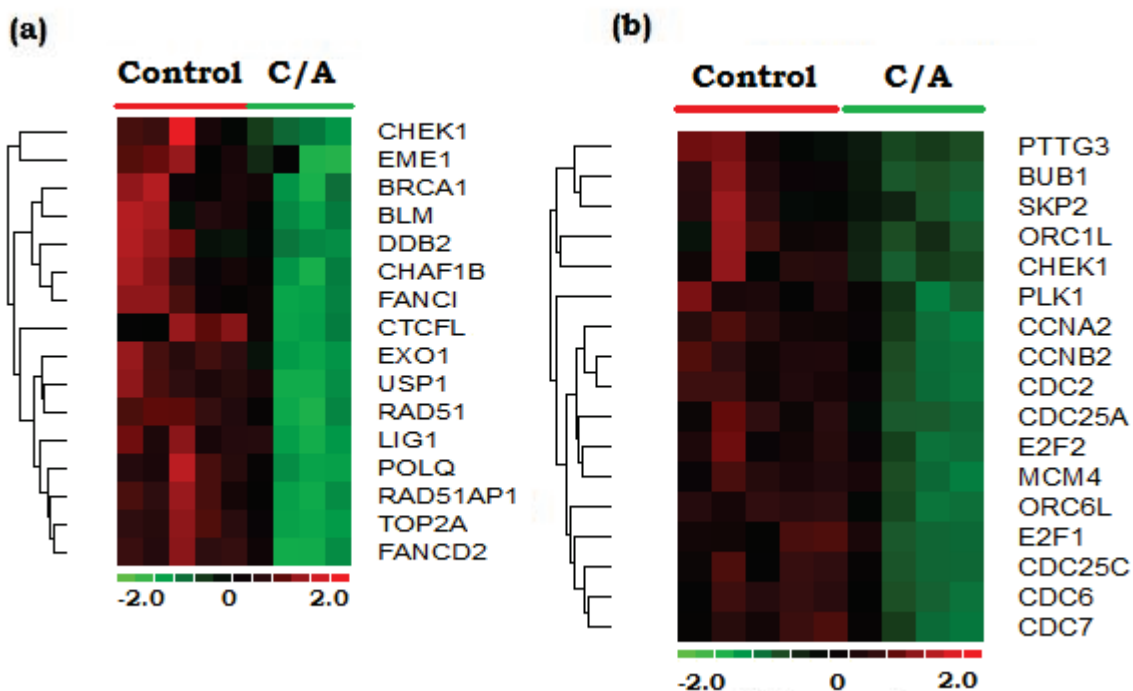 (a)
Control C/A
CHEK1
EME1
BRCA1
BLM
DDB2
CHAF1B
FANCI
CTCFL
EXO1
USP1
RAD51
LIG1
POLQ
RAD51AP1
TOP2A
FANCD2
-2.0 0 2.0
(b)
Control C/A
PTTG3
BUB1
SKP2
ORC1L
CHEK1
PLK1
CCNA2
CCNB2
CDC2
CDC25A
E2F2
MCM4
ORC6L
E2F1
CDC25C
CDC6
CDC7
-2.0 0 2.0